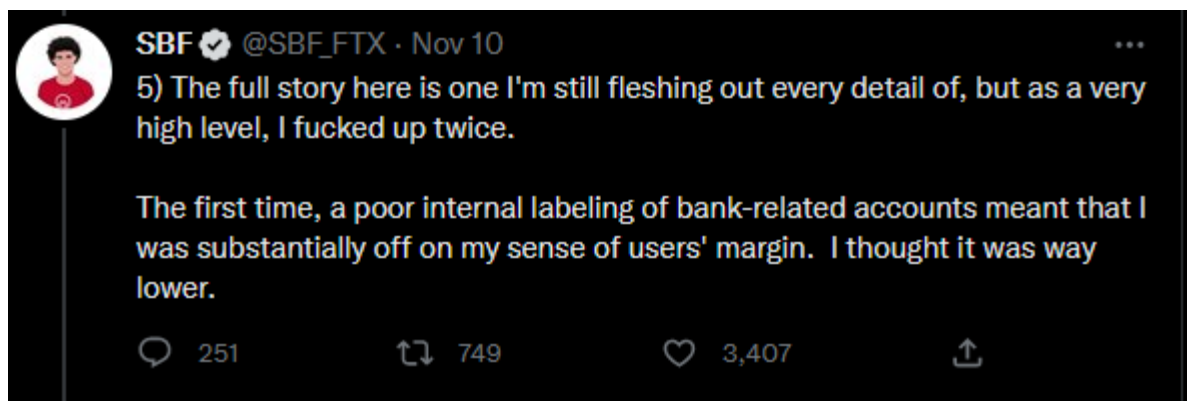 SBF @SBF_FTX · Nov 10
5) The full story here is one I'm still fleshing out every detail of, but as a very
high level, I fucked up twice.
The first time, a poor internal labeling of bank-related accounts meant that I
was substantially off on my sense of users' margin.  I thought it was way
lower.
251 749 3,407